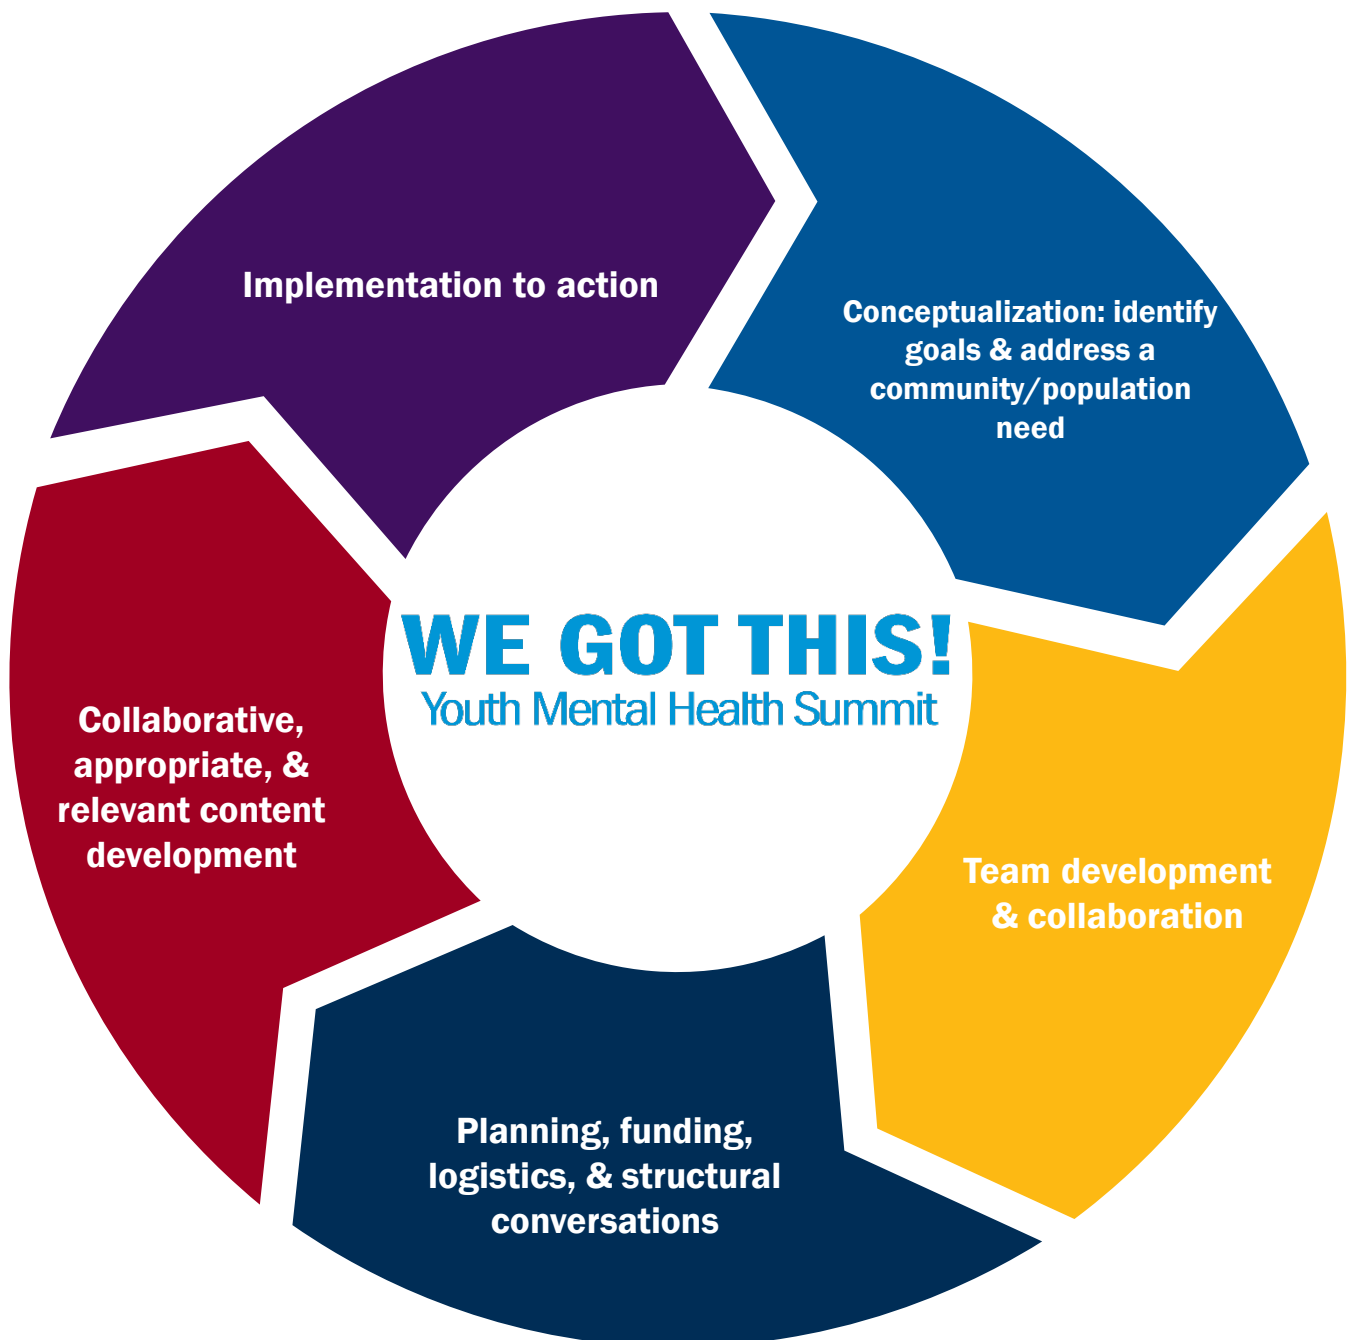 Implementation to action
Conceptualization: identify
goals & address a
community/population
need
WE GOT THIS!
Youth Mental Health Summit
Collaborative,
appropriate, &
relevant content
development
Team development
& collaboration
Planning, funding,
logistics, & structural
conversations